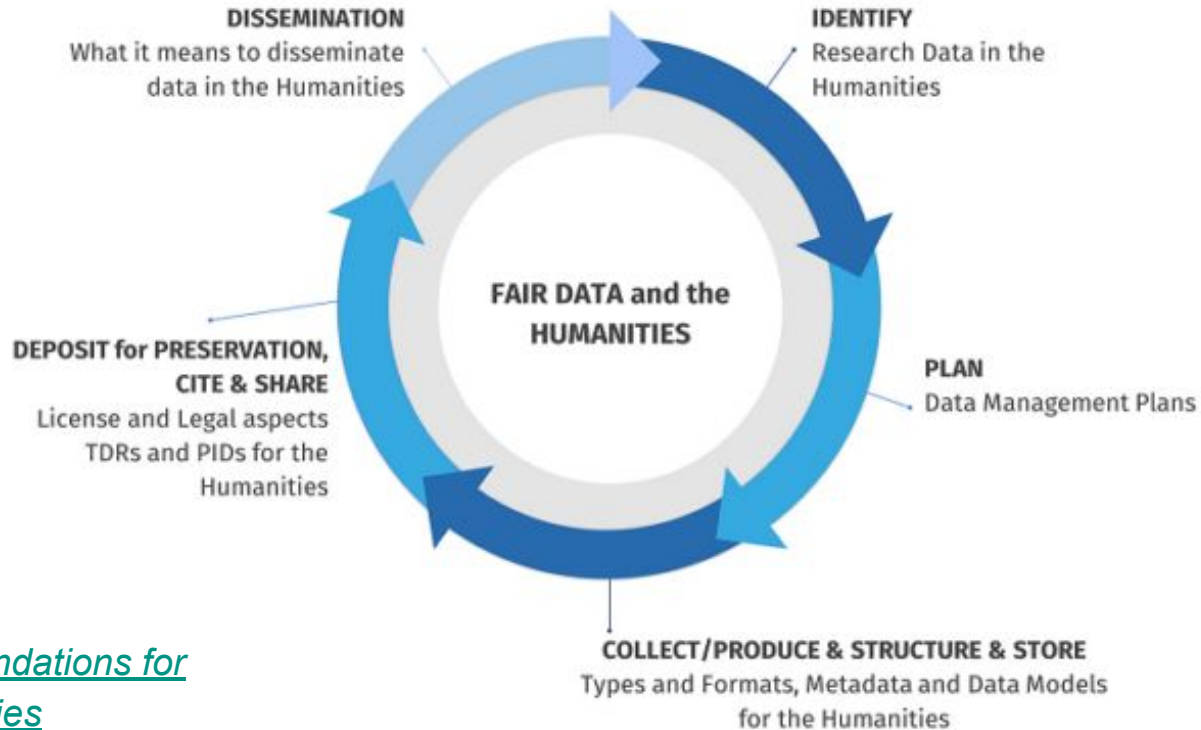 DISSEMINATION
What it means to disseminate
data in the Humanities
IDENTIFY
Research Data in the
Humanities
FAIR DATA and the
HUMANITIES
PLAN
Data Management Plans
DEPOSIT for PRESERVATION,
CITE & SHARE
License and Legal aspects
TDRs and PIDs for the
Humanities
COLLECT/PRODUCE & STRUCTURE & STORE
Types and Formats, Metadata and Data Models
for the Humanities
for